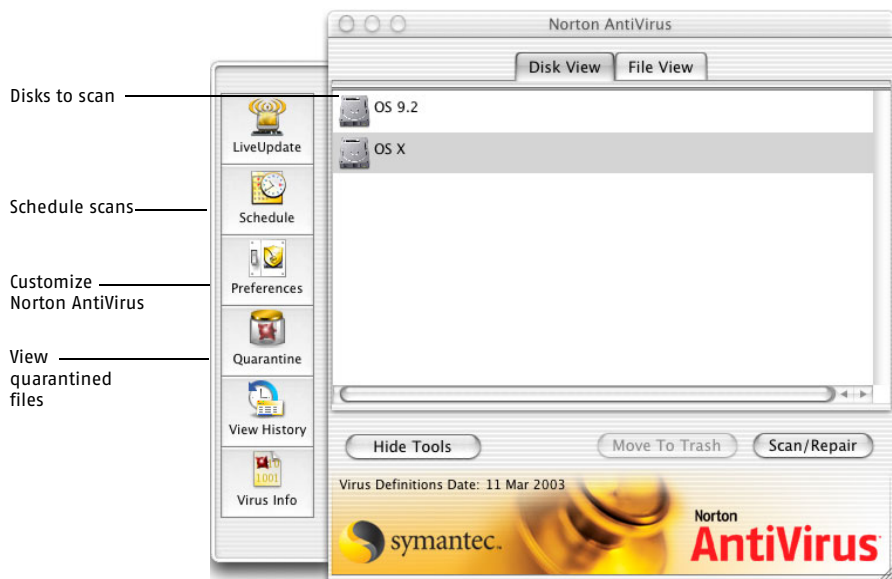 Norton AntiVirus
Disk View
File View
Disks to scan
OS 9.2
OS X
LiveUpdate
Schedule scans
Schedule
Customize
Norton AntiVirus
Preferences
View
quarantined
files
Quarantine
View History
Virus Info
1001
Hide Tools
Move To Trash
Scan/Repair
Virus Definitions Date: 11 Mar 2003
symantec.
Norton
AntiVirus